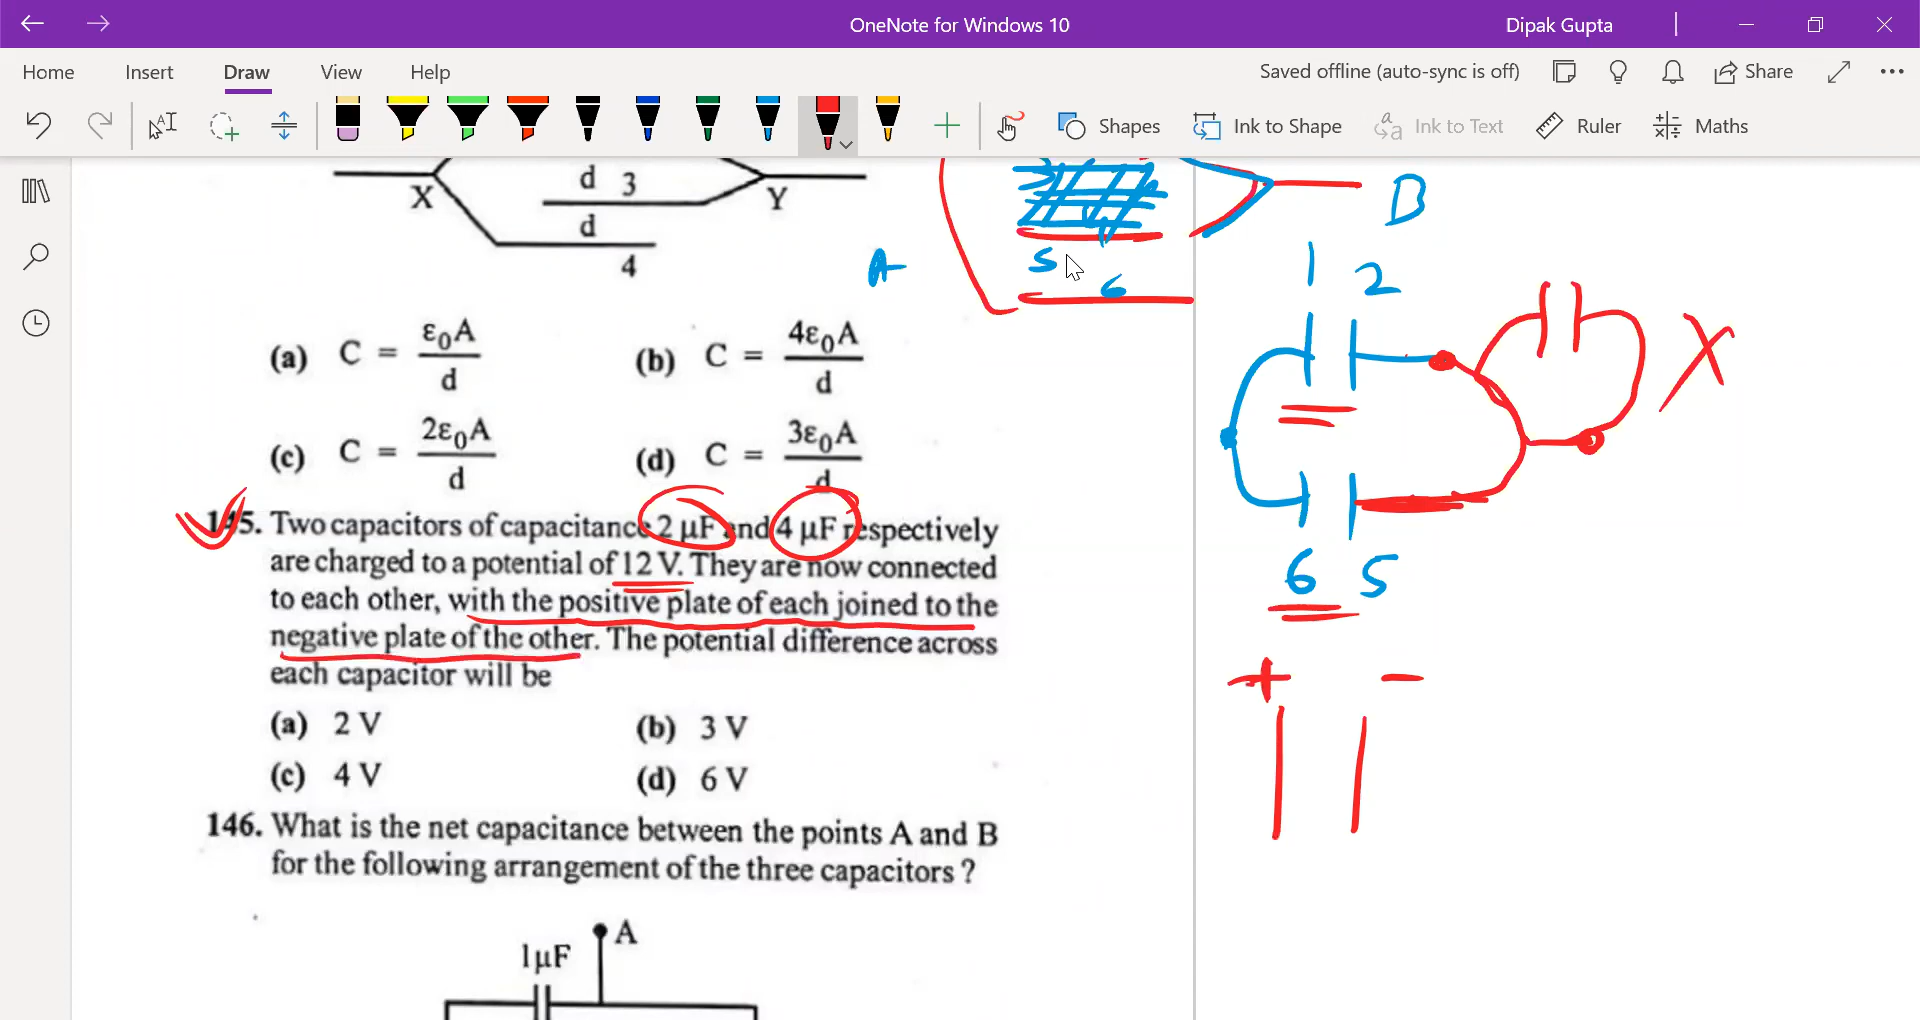 OneNote for Windows 10
Dipak Gupta
Home Insert Draw View Help
Saved offline (auto-sync is off)
Share
Shapes
Ink to Shape
Ink to Text
Ruler
Maths
X
d 3
d
4
Y
A
5
6
B
1 2
X
6 5
+ −
(a) C = ε₀A / d
(b) C = 4ε₀A / d
(c) C = 2ε₀A / d
(d) C = 3ε₀A / d
145. Two capacitors of capacitance 2 μF and 4 μF respectively
are charged to a potential of 12 V. They are now connected
to each other, with the positive plate of each joined to the
negative plate of the other. The potential difference across
each capacitor will be
(a) 2 V
(b) 3 V
(c) 4 V
(d) 6 V
146. What is the net capacitance between the points A and B
for the following arrangement of the three capacitors ?
A
1μF